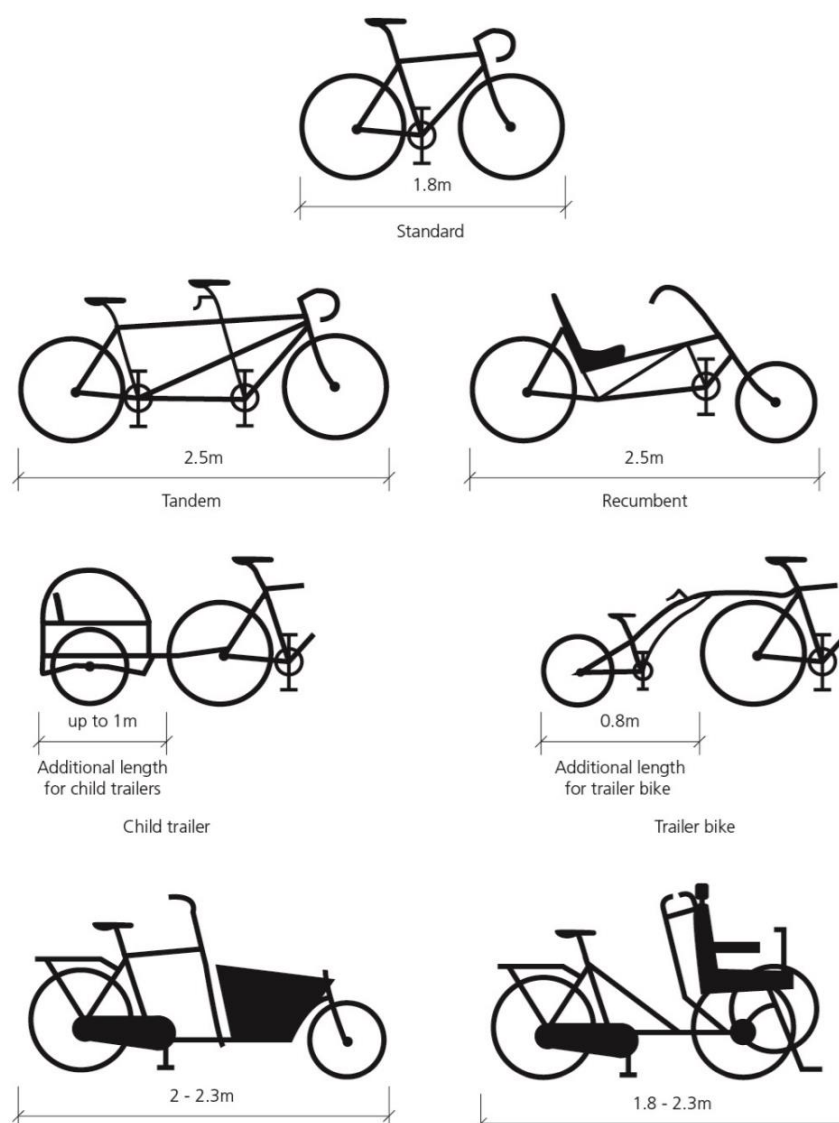 1.8m
Standard
2.5m
Tandem
2.5m
Recumbent
up to 1m
Additional length
for child trailers
Child trailer
0.8m
Additional length
for trailer bike
Trailer bike
2 - 2.3m
1.8 - 2.3m